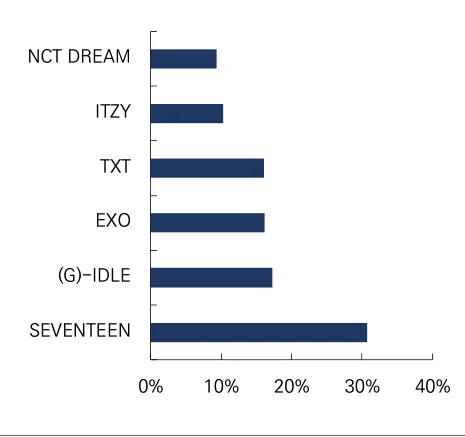 NCT DREAM
ITZY
TXT
EXO
(G)-IDLE
SEVENTEEN
0% 10% 20% 30% 40%